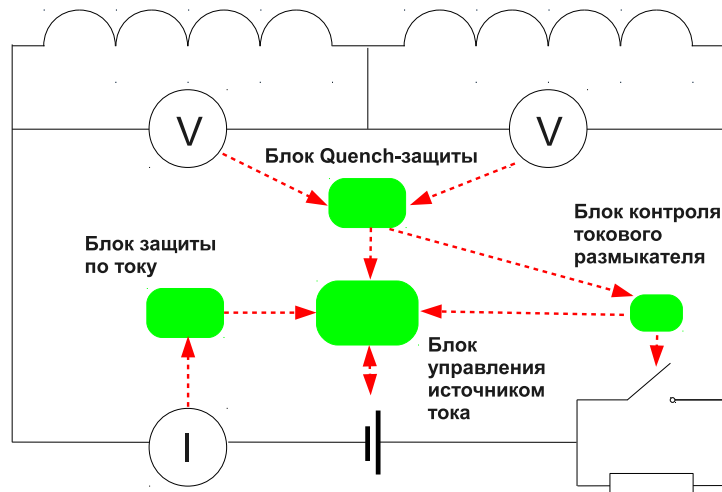 V
V
Блок Quench-защиты
Блок контроля
токового
размыкателя
Блок защиты
по току
Блок
управления
источником
тока
I